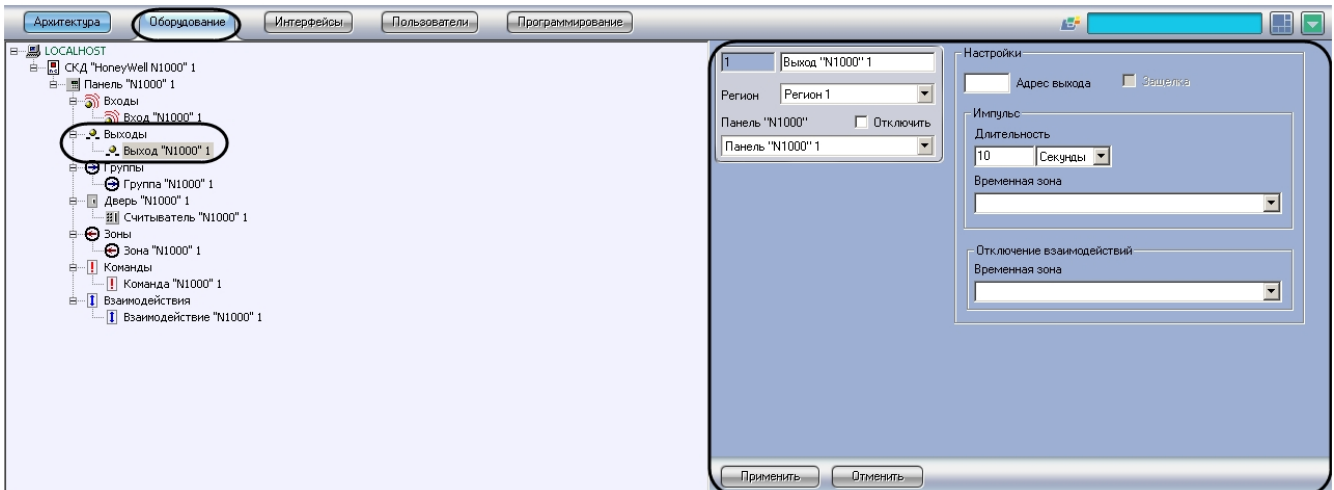 Архитектура
Оборудование
Интерфейсы
Пользователи
Программирование
LOCALHOST
СКД "HoneyWell N1000" 1
Панель "N1000" 1
Входы
Вход "N1000" 1
Выходы
Выход "N1000" 1
Группы
Группа "N1000" 1
Дверь "N1000" 1
Считыватель "N1000" 1
Зоны
Зона "N1000" 1
Команды
Команда "N1000" 1
Взаимодействия
Взаимодействие "N1000" 1
1
Выход "N1000" 1
Регион
Регион 1
Панель "N1000"
Отключить
Панель "N1000" 1
Настройки
Адрес выхода
Защелка
Импульс
Длительность
10
Секунды
Временная зона
Отключение взаимодействий
Временная зона
Применить
Отменить